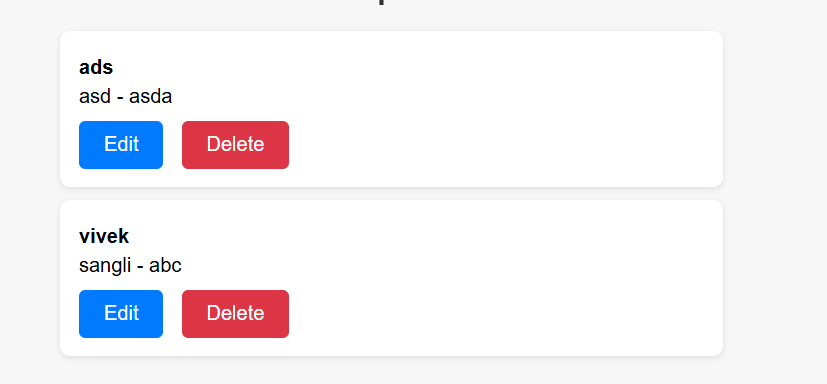 ads
asd - asda
Edit Delete
vivek
sangli - abc
Edit Delete